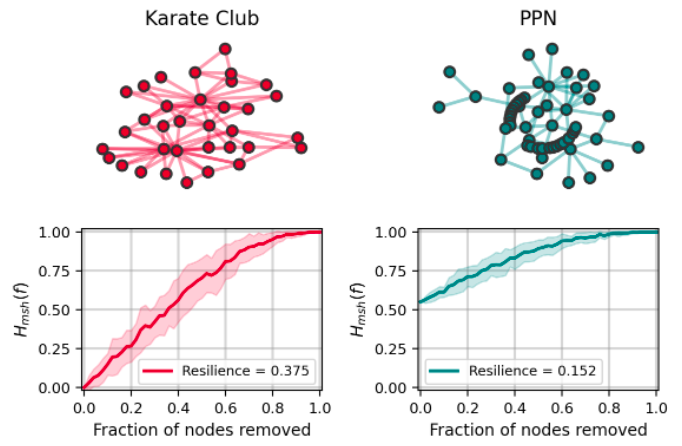 Karate Club
PPN
H_msh(f)
1.00
0.75
0.50
0.25
0.00
Resilience = 0.375
0.0 0.2 0.4 0.6 0.8 1.0
Fraction of nodes removed
H_msh(f)
1.00
0.75
0.50
0.25
0.00
Resilience = 0.152
0.0 0.2 0.4 0.6 0.8 1.0
Fraction of nodes removed